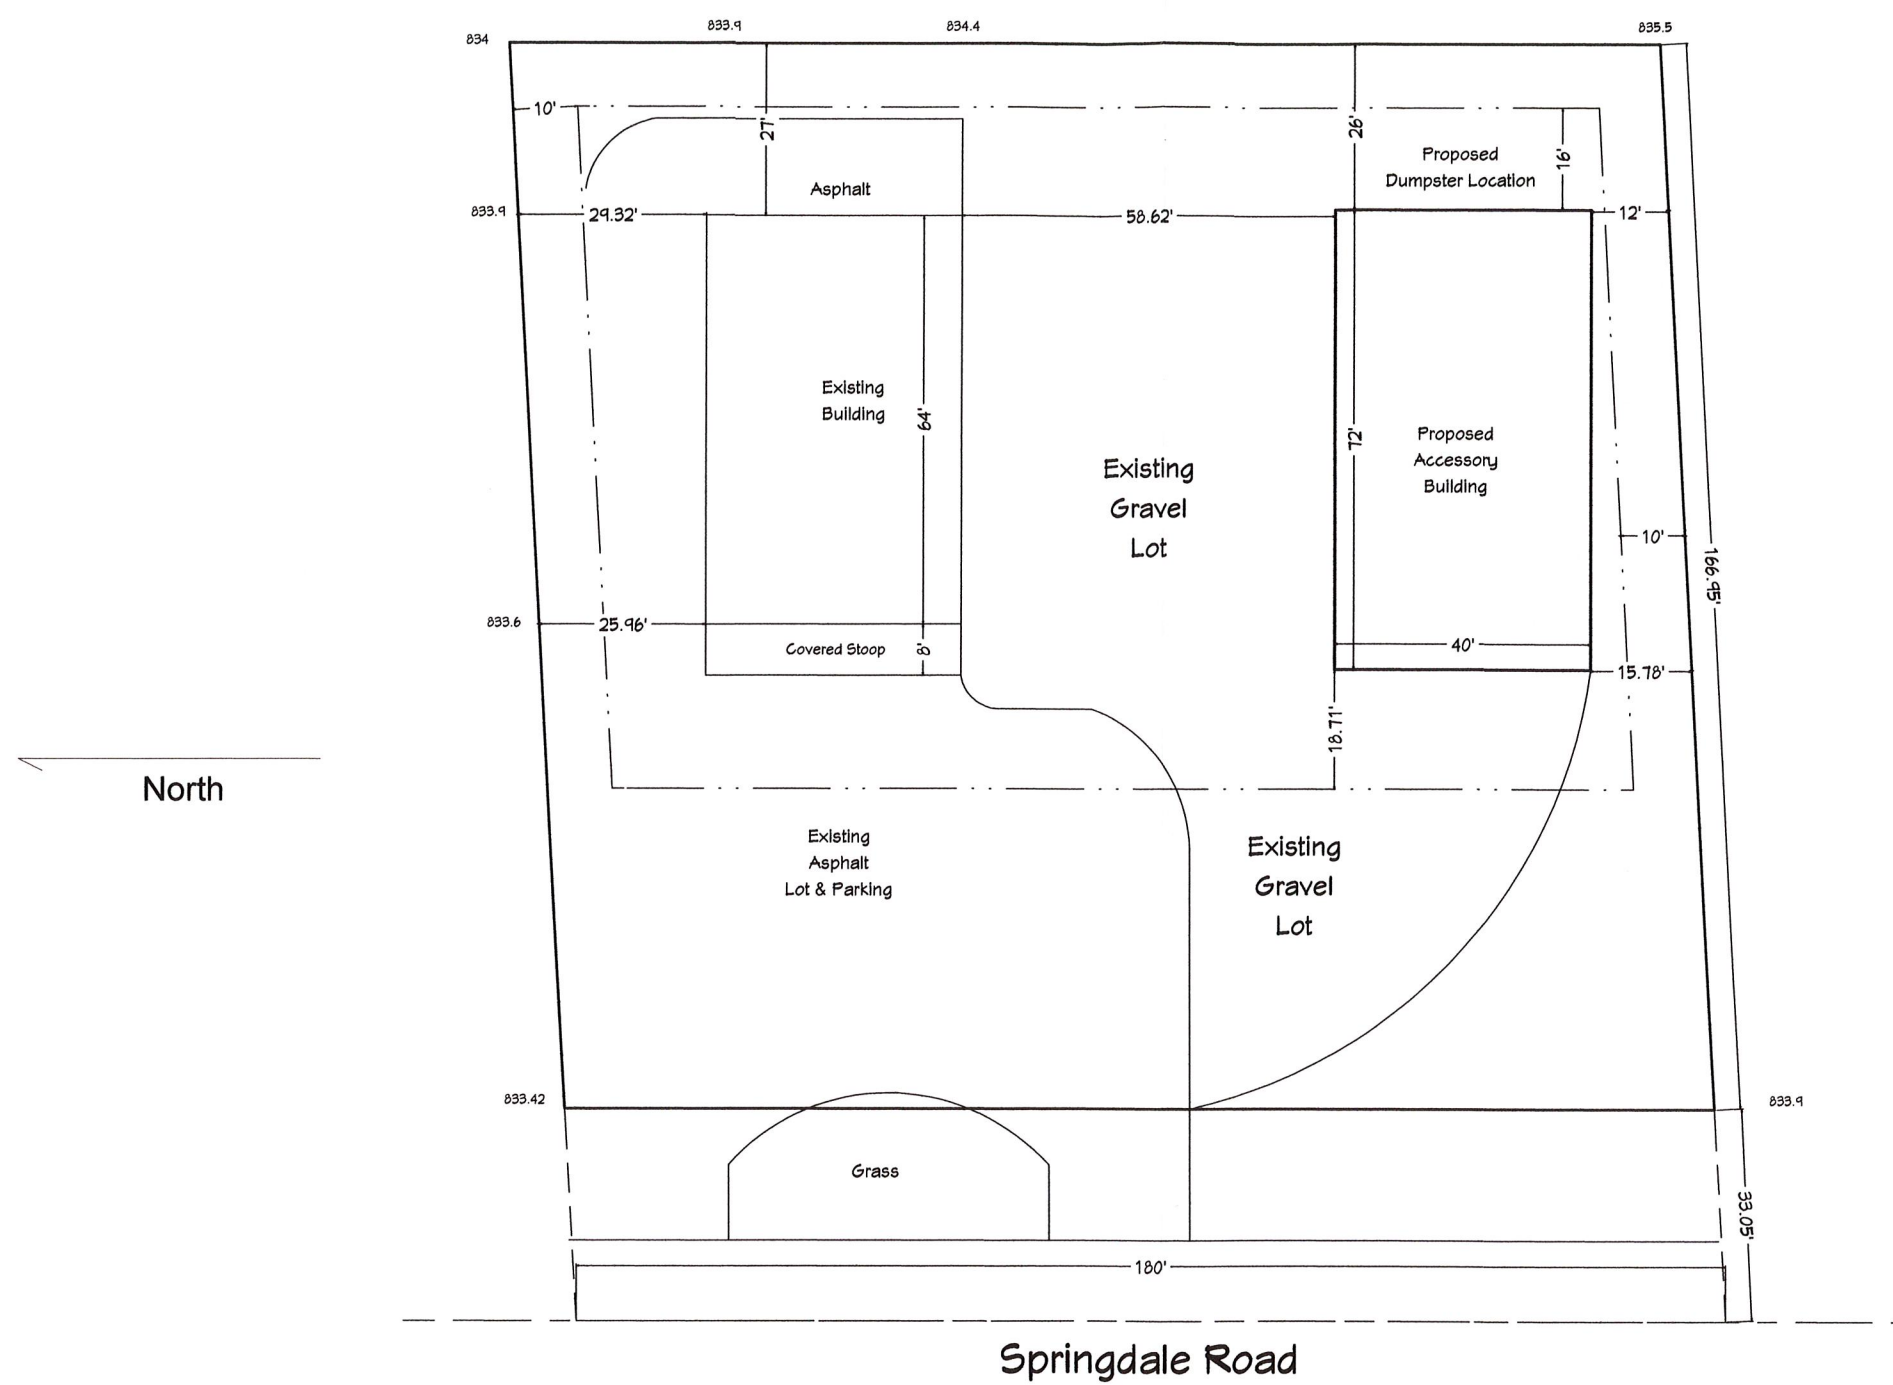 833.9
834.4
835.5
834
10'
27'
26'
Proposed
Dumpster Location
16'
Asphalt
833.9
29.32'
58.62'
12'
Existing
Building
64'
72'
Proposed
Accessory
Building
Existing
Gravel
Lot
10'
166.95'
833.6
25.96'
Covered Stoop
8'
40'
15.78'
18.71'
North
Existing
Asphalt
Lot & Parking
Existing
Gravel
Lot
833.42
833.9
Grass
33.05'
180'
Springdale Road